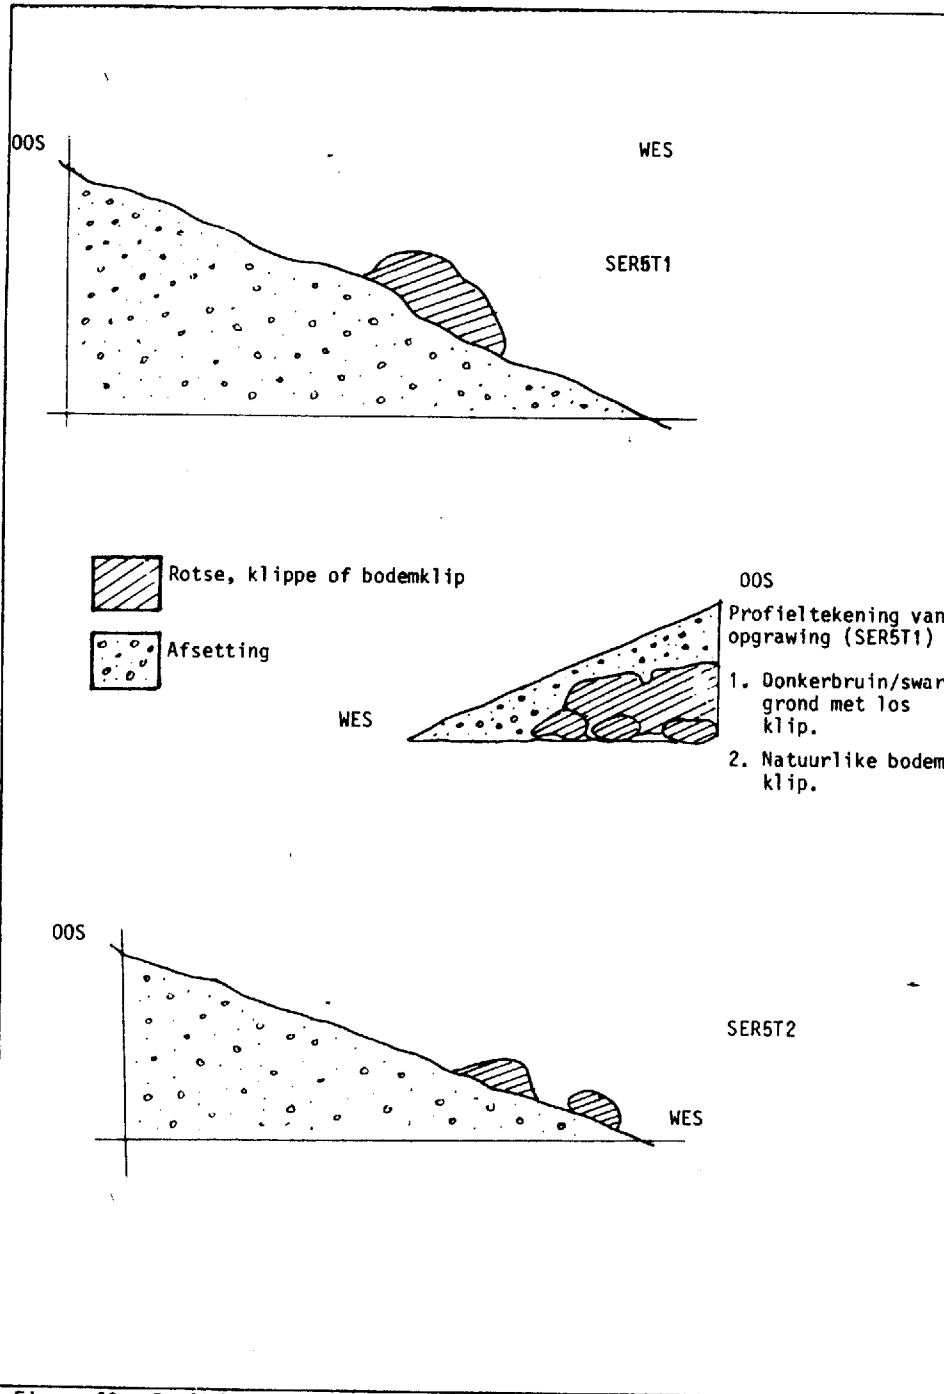 OOS
WES
SER5T1
Rotse, klippe of bodemklip
Afsetting
OOS
Profieltekening van
opgrawing (SER5T1)
1. Donkerbruin/swar
grond met los
klip.
2. Natuurlike bodem
klip.
WES
OOS
SER5T2
WES